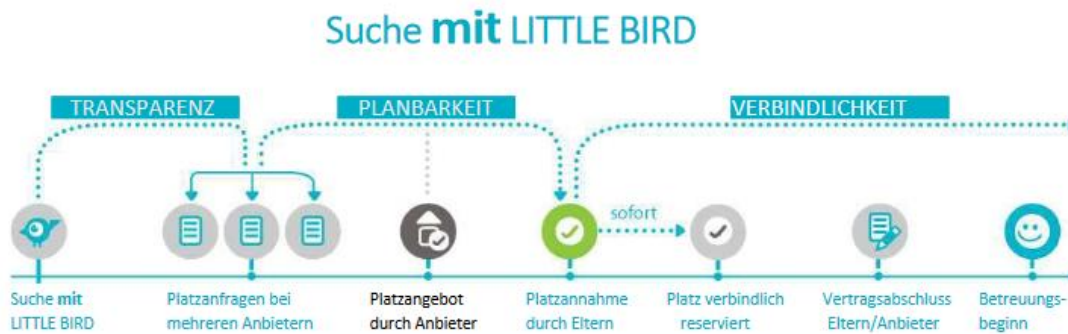 Suche mit LITTLE BIRD
TRANSPARENZ
PLANBARKEIT
VERBINDLICHKEIT
sofort
Suche mit
LITTLE BIRD
Platzanfragen bei
mehreren Anbietern
Platzangebot
durch Anbieter
Platzannahme
durch Eltern
Platz verbindlich
reserviert
Vertragsabschluss
Eltern/Anbieter
Betreuungs-
beginn